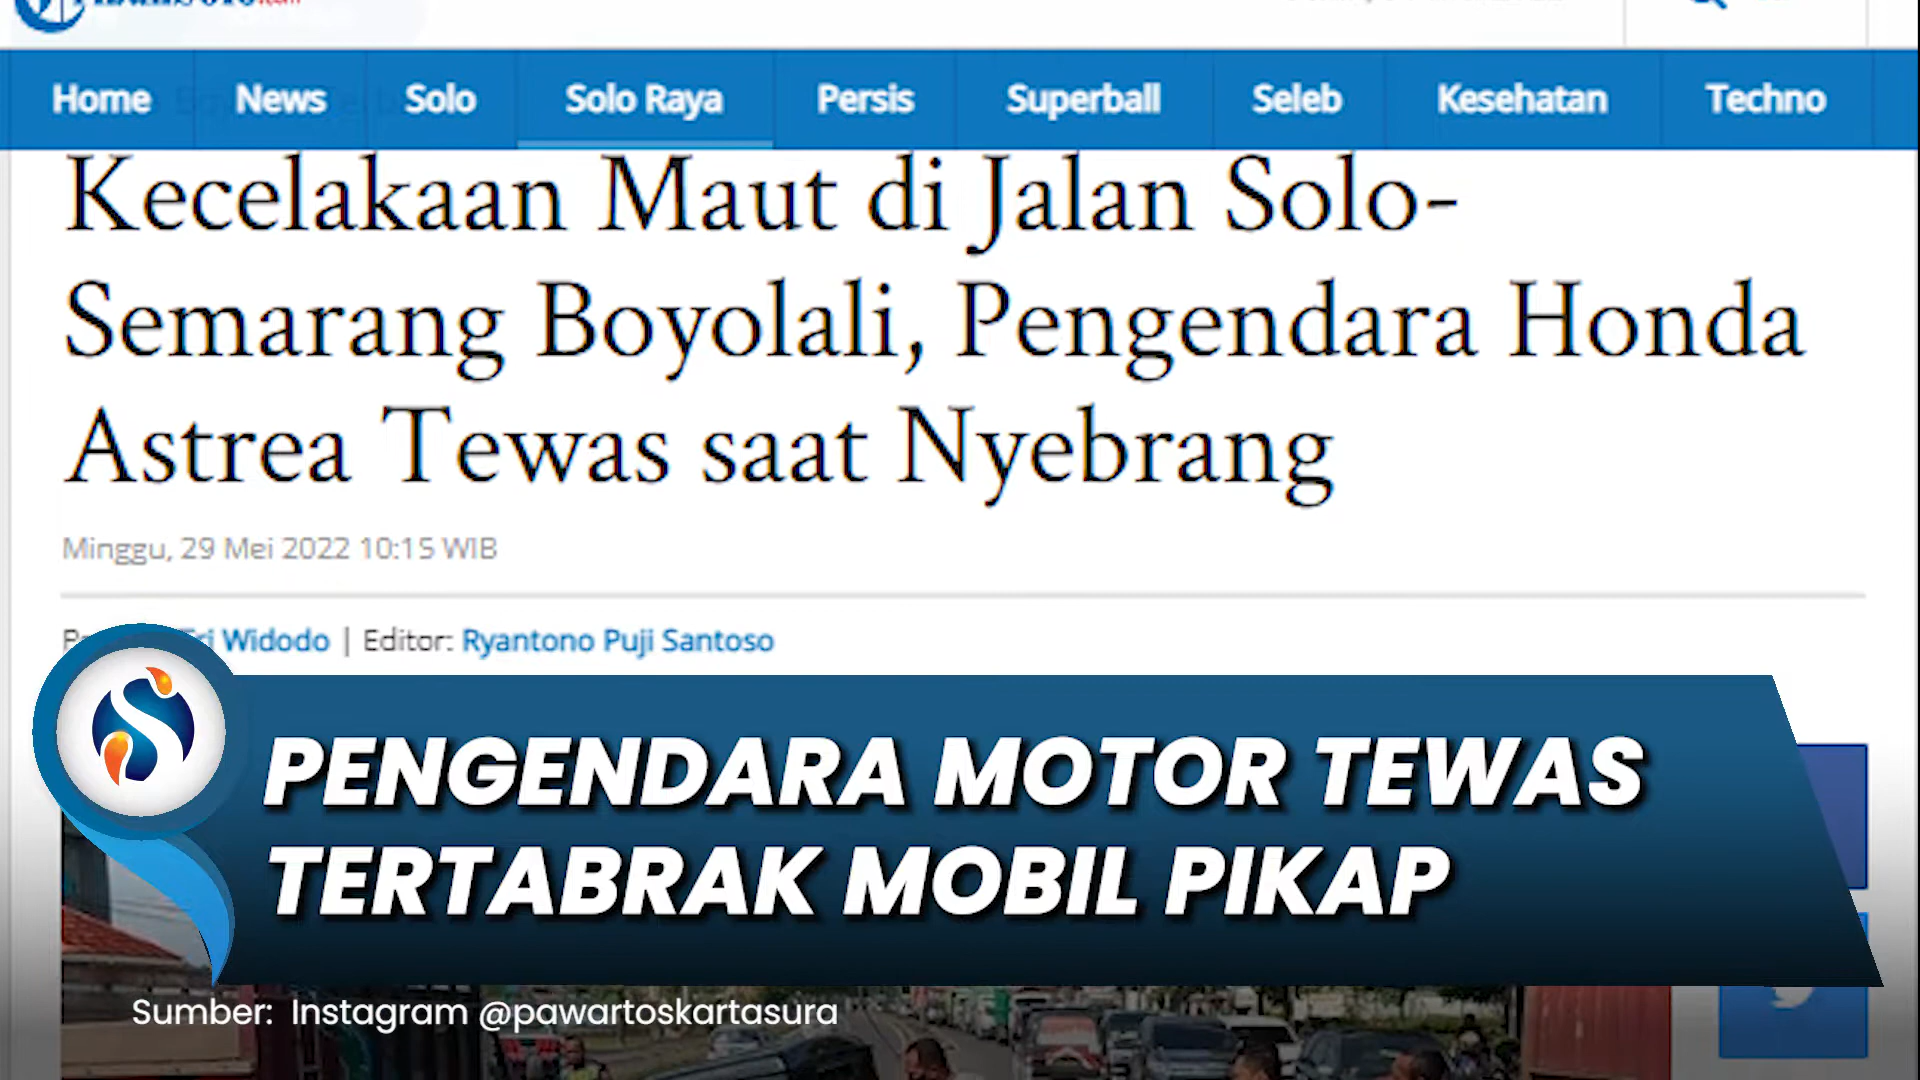 Home News Solo Solo Raya Persis Superball Seleb Kesehatan Techno
Kecelakaan Maut di Jalan Solo-
Semarang Boyolali, Pengendara Honda
Astrea Tewas saat Nyebrang
Minggu, 29 Mei 2022 10:15 WIB
Tri Widodo | Editor: Ryantono Puji Santoso
PENGENDARA MOTOR TEWAS
TERTABRAK MOBIL PIKAP
Sumber: Instagram @pawartoskartasura